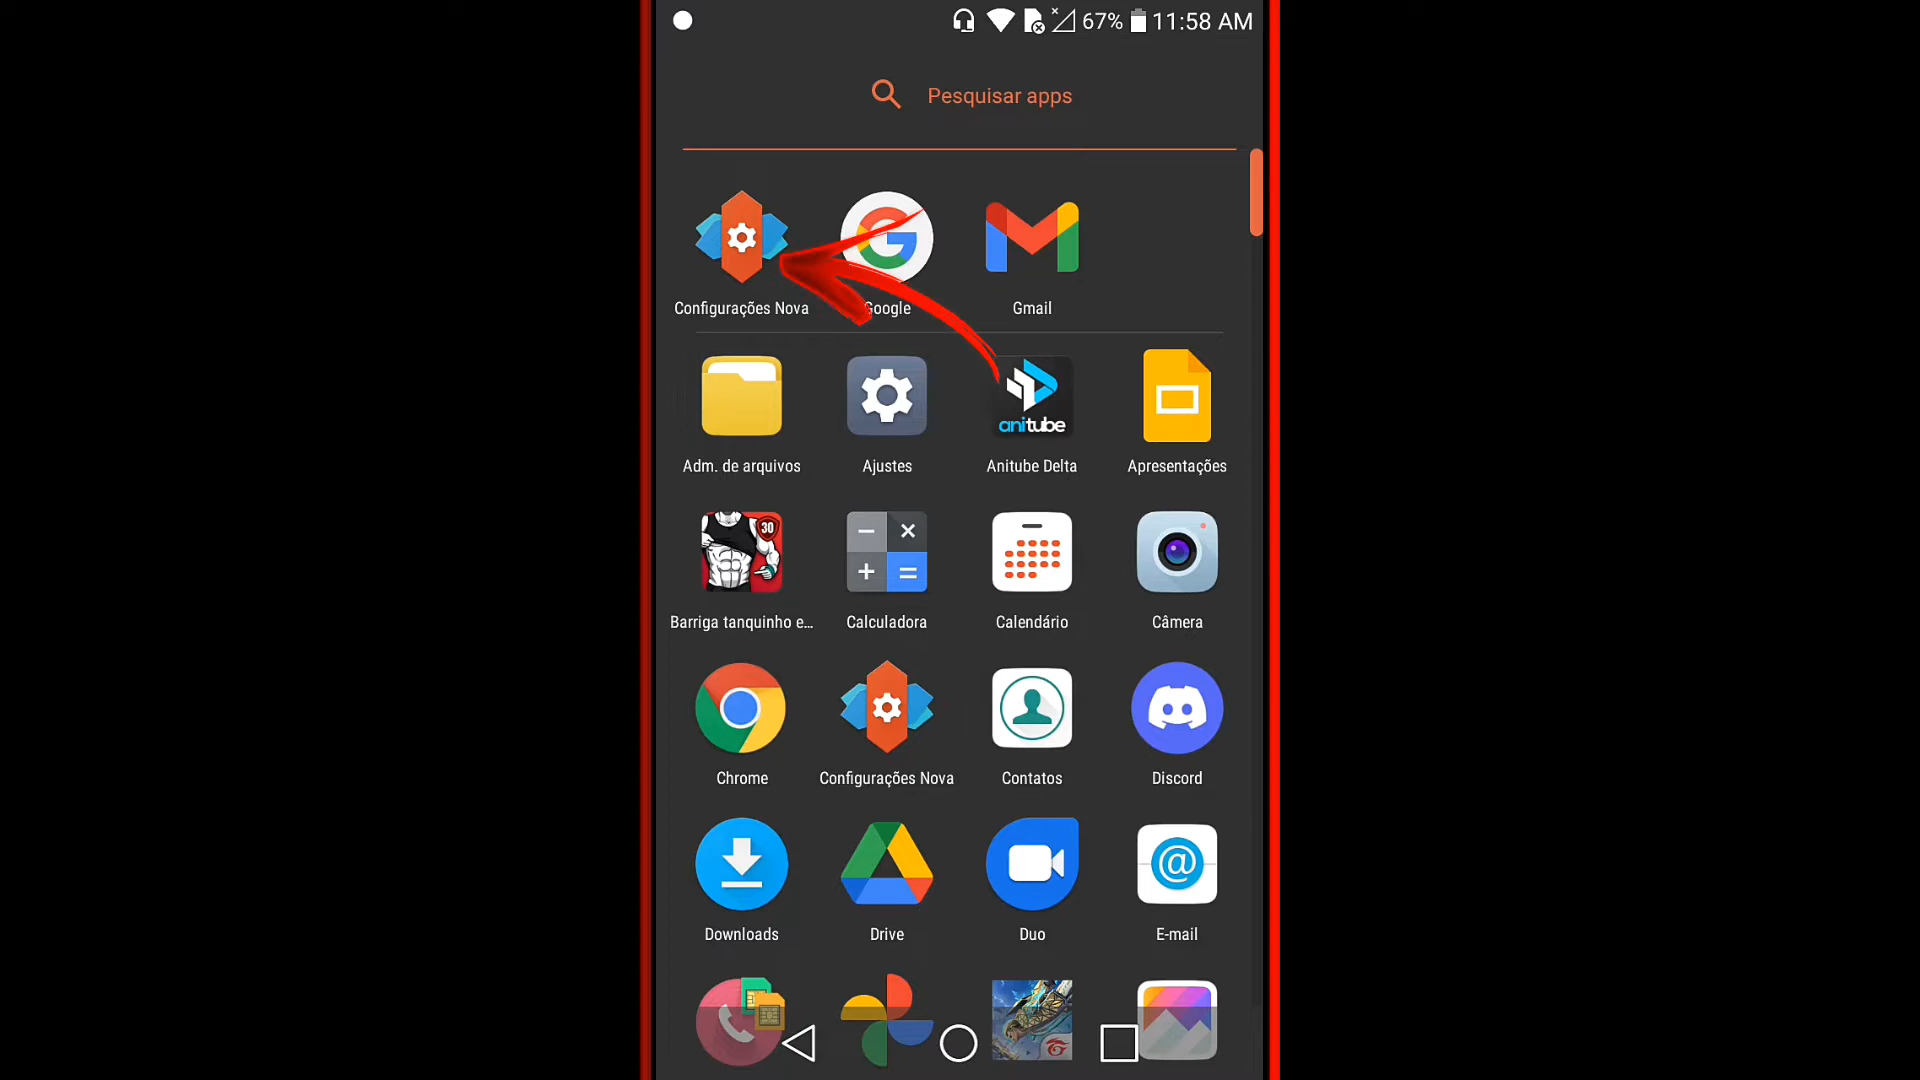 67% 11:58 AM
Pesquisar apps
Configurações Nova
Google
Gmail
anitube
Adm. de arquivos
Ajustes
Anitube Delta
Apresentações
30
Barriga tanquinho e...
Calculadora
Calendário
Câmera
Chrome
Configurações Nova
Contatos
Discord
Downloads
Drive
Duo
E-mail